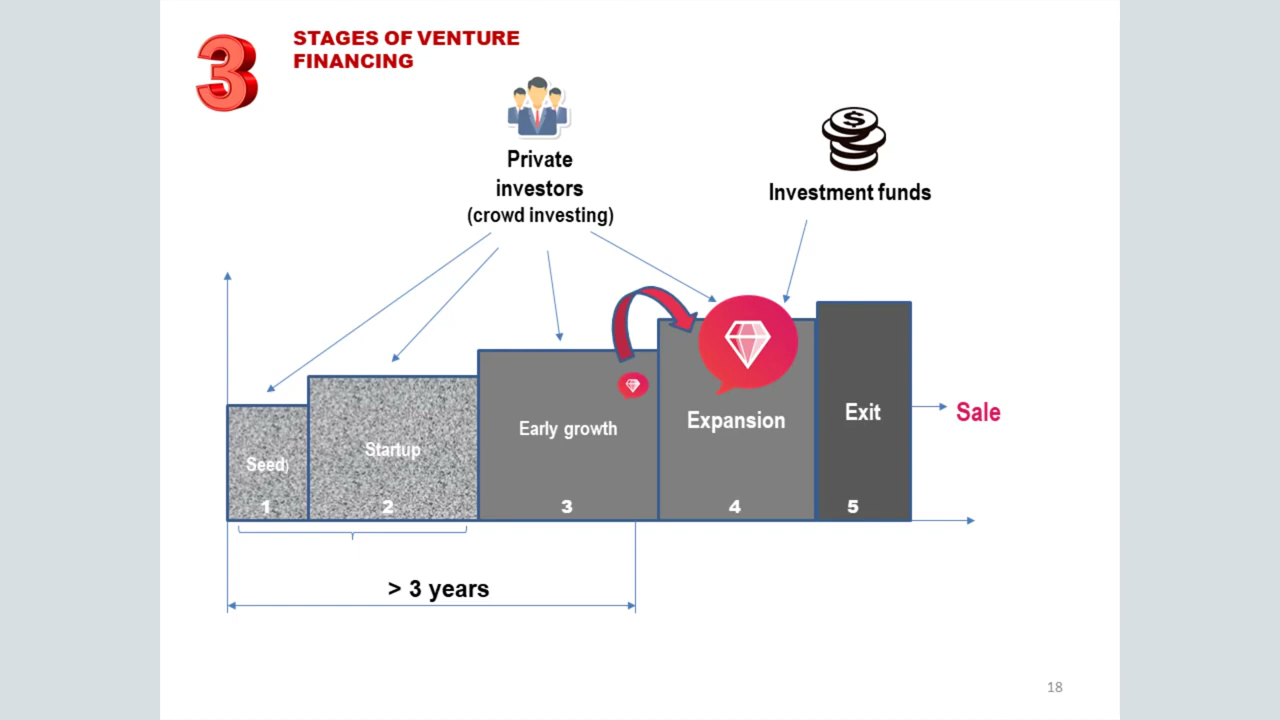 3
STAGES OF VENTURE
FINANCING
Private
investors
(crowd investing)
$
Investment funds
Seed)
Startup
Early growth
Expansion
Exit
Sale
1
2
3
4
5
> 3 years
18